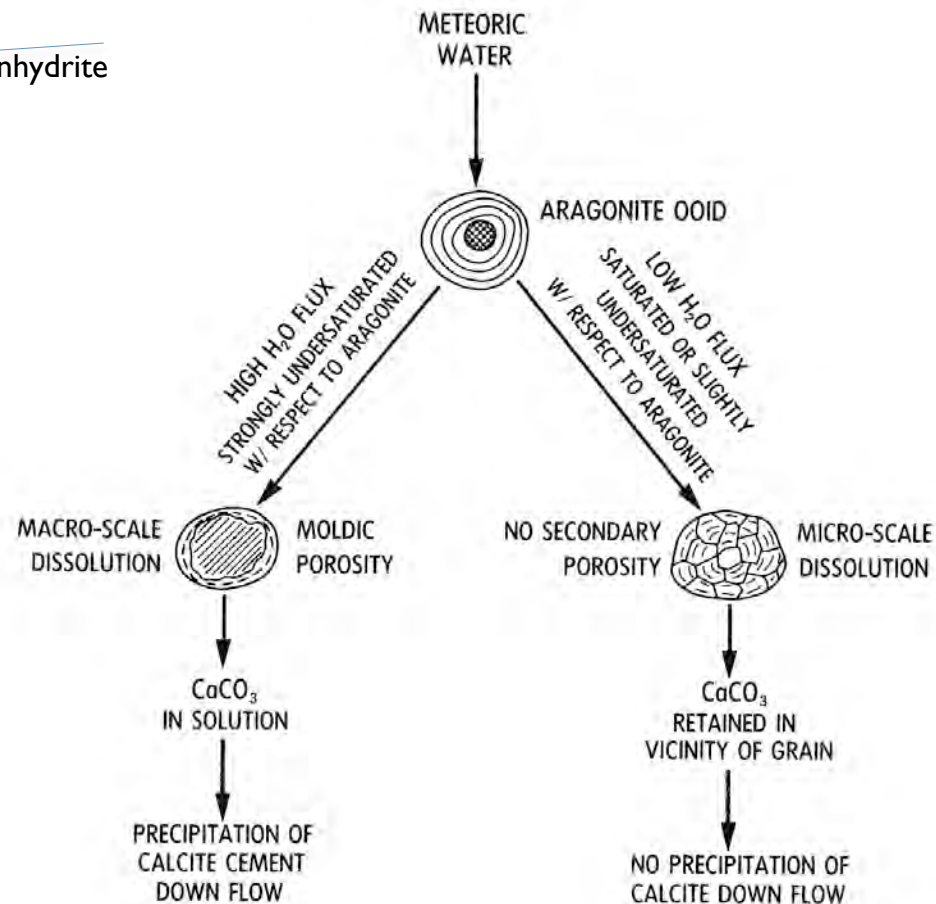 nhydrite
METEORIC
WATER
ARAGONITE OOID
HIGH H₂O FLUX
STRONGLY UNDERSATURATED
W/ RESPECT TO ARAGONITE
LOW H₂O FLUX
SATURATED OR SLIGHTLY
UNDERSATURATED
W/ RESPECT TO ARAGONITE
MACRO-SCALE
DISSOLUTION
MOLDIC
POROSITY
NO SECONDARY
POROSITY
MICRO-SCALE
DISSOLUTION
CaCO₃
IN SOLUTION
CaCO₃
RETAINED IN
VICINITY OF GRAIN
PRECIPITATION OF
CALCITE CEMENT
DOWN FLOW
NO PRECIPITATION OF
CALCITE DOWN FLOW